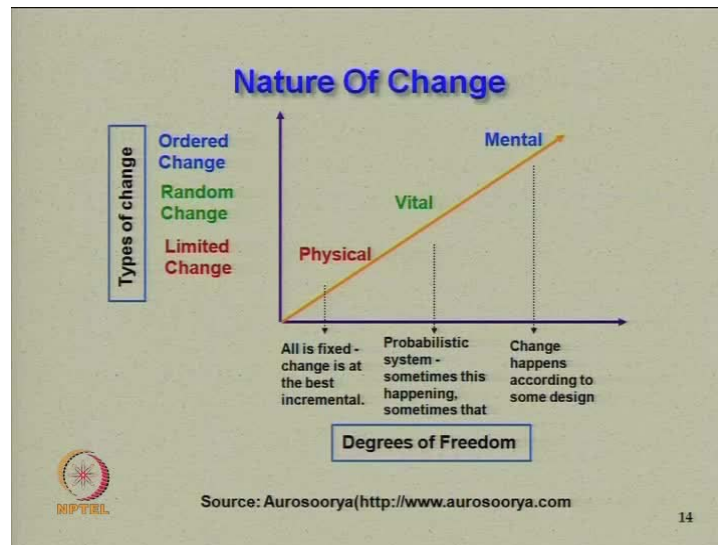 Nature Of Change
Types of change
Ordered
Change
Random
Change
Limited
Change
Mental
Vital
Physical
All is fixed -
change is at
the best
incremental.
Probabilistic
system -
sometimes this
happening,
sometimes that
Change
happens
according to
some design
Degrees of Freedom
NPTEL
Source: Aurosoorya(http://www.aurosoorya.com
14